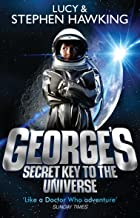 LUCY &
STEPHEN HAWKING
GEORGE'S
SECRET KEY TO THE
UNIVERSE
'Like a Doctor Who adventure'
SUNDAY TIMES